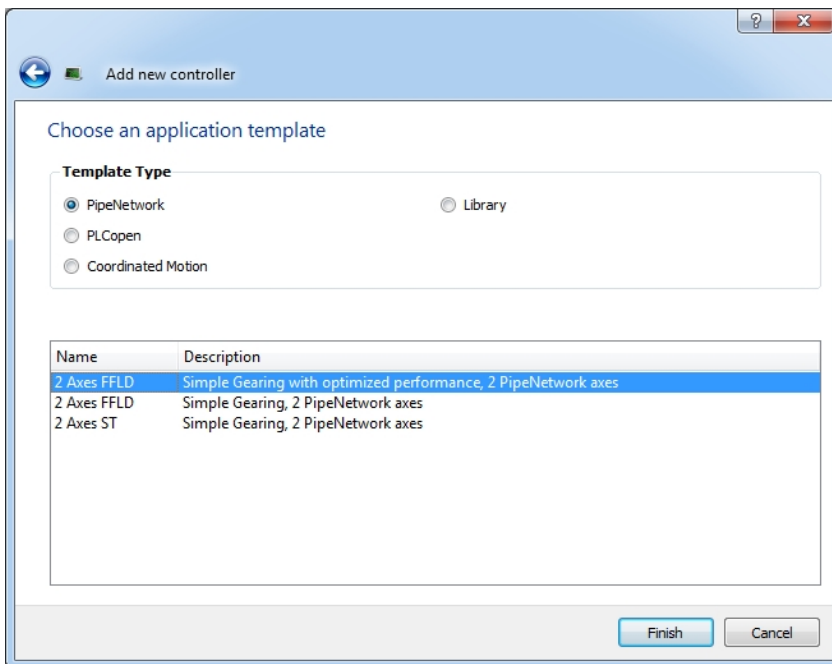 ?
X
Add new controller
Choose an application template
Template Type
PipeNetwork
Library
PLCopen
Coordinated Motion
Name Description
2 Axes FFLD Simple Gearing with optimized performance, 2 PipeNetwork axes
2 Axes FFLD Simple Gearing, 2 PipeNetwork axes
2 Axes ST Simple Gearing, 2 PipeNetwork axes
Finish Cancel